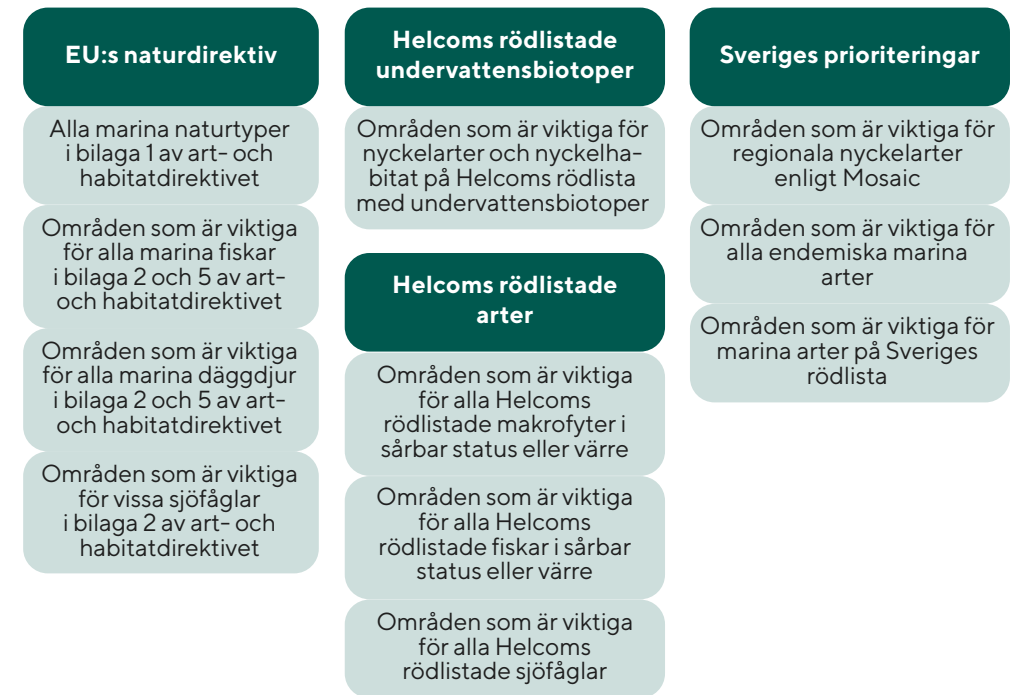 EU:s naturdirektiv
Alla marina naturtyper
i bilaga 1 av art- och
habitatdirektivet
Områden som är viktiga
för alla marina fiskar
i bilaga 2 och 5 av art-
och habitatdirektivet
Områden som är viktiga
för alla marina däggdjur
i bilaga 2 och 5 av art-
och habitatdirektivet
Områden som är viktiga
för vissa sjöfåglar
i bilaga 2 av art- och
habitatdirektivet
Helcoms rödlistade
undervattensbiotoper
Områden som är viktiga för
nyckelarter och nyckelha-
bitat på Helcoms rödlista
med undervattensbiotoper
Helcoms rödlistade
arter
Områden som är viktiga
för alla Helcoms
rödlistade makrofyter i
sårbar status eller värre
Områden som är viktiga
för alla Helcoms
rödlistade fiskar i sårbar
status eller värre
Områden som är viktiga
för alla Helcoms
rödlistade sjöfåglar
Sveriges prioriteringar
Områden som är viktiga för
regionala nyckelarter
enligt Mosaic
Områden som är viktiga för
alla endemiska marina
arter
Områden som är viktiga för
marina arter på Sveriges
rödlista